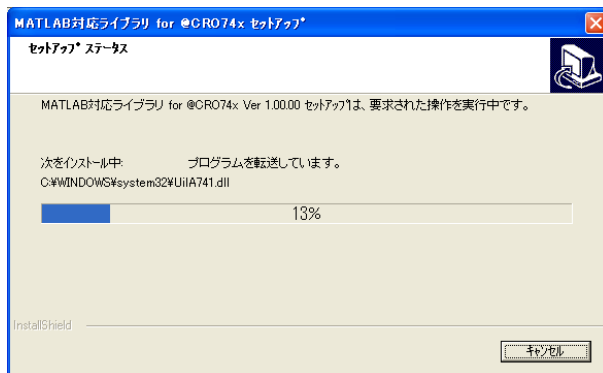 MATLAB対応ライブラリ for @CRO74x ｾｯﾄｱｯﾌﾟ
ｾｯﾄｱｯﾌﾟ ｽﾃｰﾀｽ
MATLAB対応ライブラリ for @CRO74x Ver 1.00.00 ｾｯﾄｱｯﾌﾟは、要求された操作を実行中です。
次をインストール中: プログラムを転送しています。
C:¥WINDOWS¥system32¥UilA741.dll
13%
InstallShield
ｷｬﾝｾﾙ